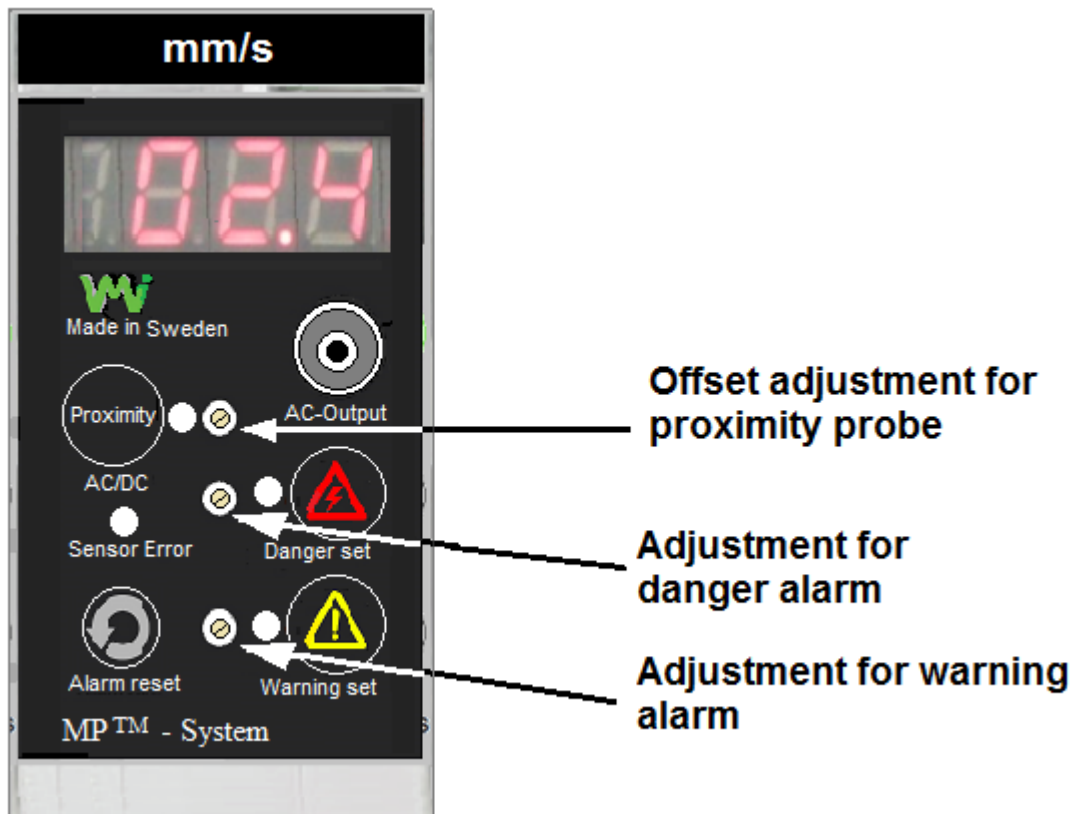 mm/s
02.4
VMI
Made in Sweden
AC-Output
Proximity
AC/DC
Sensor Error
Danger set
Alarm reset
Warning set
MP TM - System
Offset adjustment for
proximity probe
Adjustment for
danger alarm
Adjustment for warning
alarm